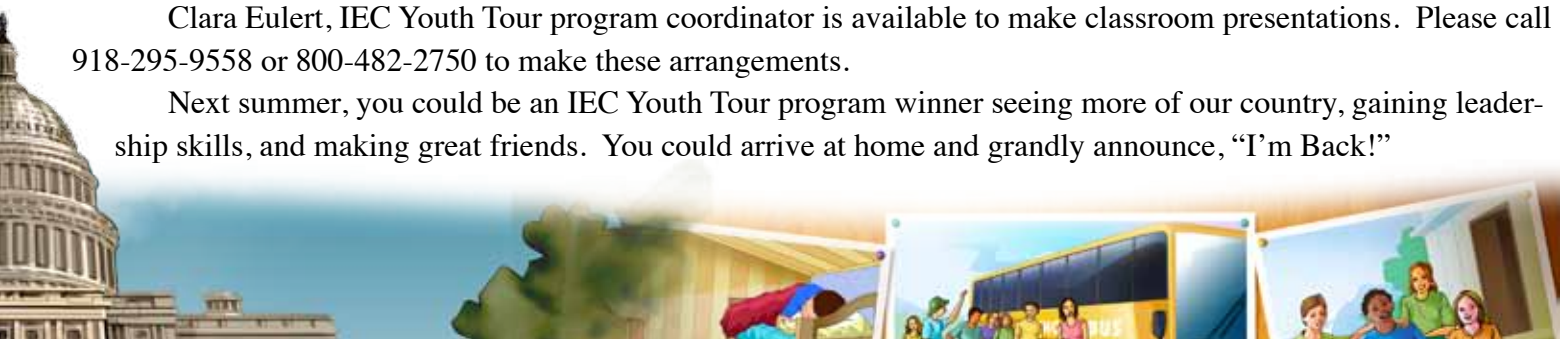 Clara Eulert, IEC Youth Tour program coordinator is available to make classroom presentations.  Please call
918-295-9558 or 800-482-2750 to make these arrangements.
Next summer, you could be an IEC Youth Tour program winner seeing more of our country, gaining leader-
ship skills, and making great friends.  You could arrive at home and grandly announce, “I’m Back!”
BUS